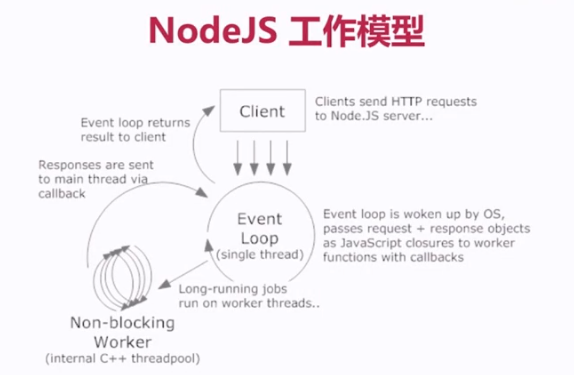 NodeJS 工作模型
Client
Clients send HTTP requests
to Node.JS server...
Event loop returns
result to client
Responses are sent
to main thread via
callback
Event
Loop
(single thread)
Event loop is woken up by OS,
passes request + response objects
as JavaScript closures to worker
functions with callbacks
Long-running jobs
run on worker threads..
Non-blocking
Worker
(internal C++ threadpool)